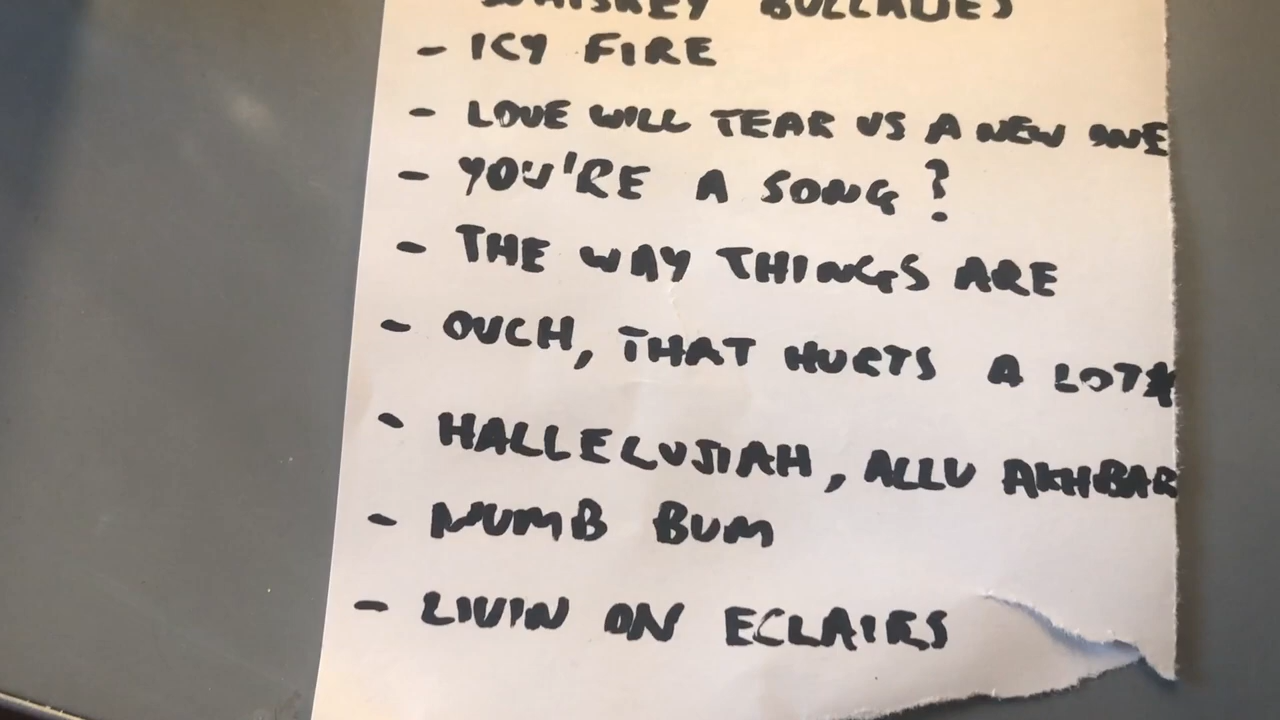 WHISKEY
- ICY FIRE
- LOVE WILL TEAR US A NEW ONE
- YOU'RE A SONG?
- THE WAY THINGS ARE
- OUCH, THAT HURTS A LOT
- HALLELUJIAH, ALLU AKHBAR
- NUMB BUM
- LIVIN ON ECLAIRS